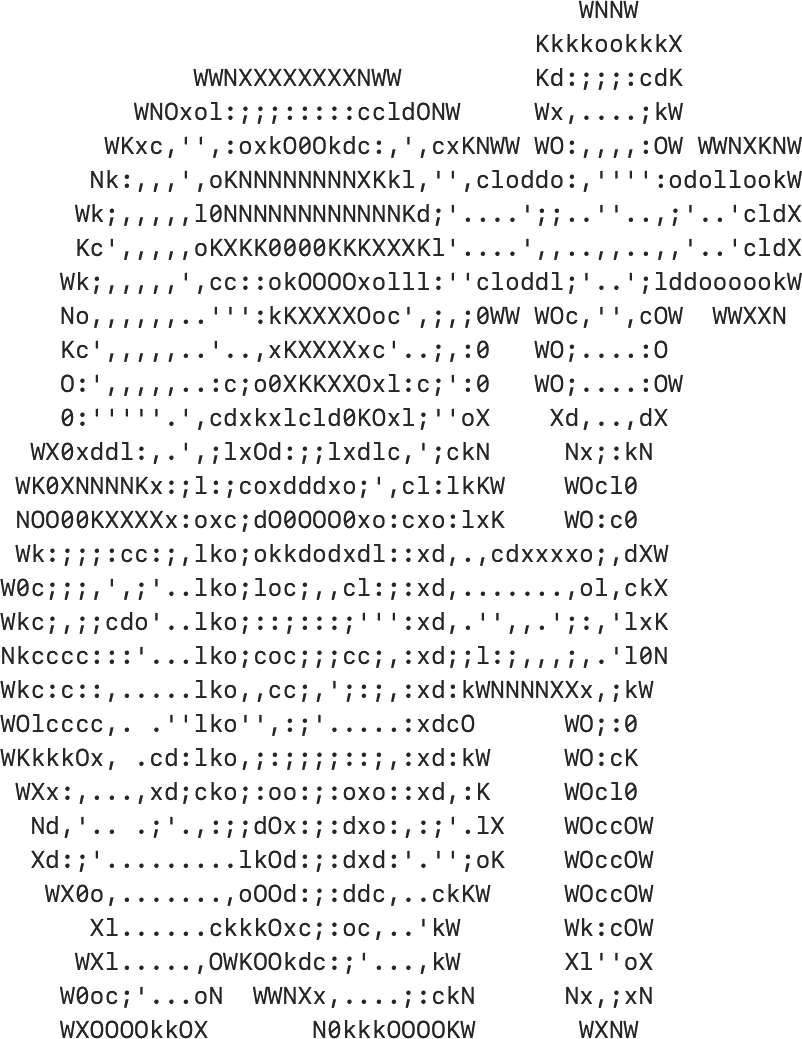 WNNW
KkkkookkkX
WWNXXXXXXXXNWW Kd:;;;;:cdK
WNOxol:;;;;:::::ccldONW Wx,....;kW
WKxc,'',:oxkO0Okdc:,',cxKNWW WO:,,,,:OW WWNXKNW
Nk:,,,',oKNNNNNNNNXKkl,'',cloddo:,'''':odollookW
Wk;,,,,,l0NNNNNNNNNNNNKd;'....';;..''..,;'..'cldX
Kc',,,,,oKXKK0000KKKXXXKl'....',,..,,..,,'..'cldX
Wk;,,,,,',cc::okOOOOxolll:''cloddl;'..';lddoooookW
No,,,,,,..''':kKXXXXOoc',;,;0WW WOc,'',cOW WWXXN
Kc',,,,,..'..,xKXXXXxc'..;,:0 WO;....:O
O:',,,,,..:c;o0XKKXXOxl:c;':0 WO;....:OW
0:'''''.',cdxkxlcld0KOxl;''oX Xd,..,dX
WX0xddl:,.',;lxOd:;;lxdlc,';ckN Nx;:kN
WK0XNNNNKx:;l:;coxdddxo;',cl:lkKW WOcl0
NOO00KXXXXx:oxc;dO0OOO0xo:cxo:lxK WO:c0
Wk:;;;:cc:;,lko;okkdodxdl::xd,.,cdxxxxo;,dXW
W0c;;;,',;'..lko;loc;,,cl:;:xd,.......,ol,ckX
Wkc;,;;cdo'..lko;::;:::;''':xd,.'',,.';:,'lxK
Nkcccc:::'...lko;coc;;;cc;,:xd;;l:;,,,;,.'l0N
Wkc:c::,.....lko,,cc;,';:;,:xd:kWNNNNXXx,;kW
WOlcccc,. .''lko'',:;'.....:xdcO WO;:0
WKkkkOx, .cd:lko,;:;;;;::;,:xd:kW WO:cK
WXx:,...,xd;cko;:oo:;:oxo::xd,:K WOcl0
Nd,'.. .;'.,:;;dOx:;:dxo:,:;'.lX WOccOW
Xd:;'.........lkOd:;:dxd:'.'';oK WOccOW
WX0o,.......,oOOd:;:ddc,..ckKW WOccOW
Xl......ckkkOxc;:oc,..'kW Wk:cOW
WXl.....,OWKOOkdc:;'...,kW Xl''oX
W0oc;'...oN WWNXx,....;:ckN Nx,;xN
WXOOOOkkOX N0kkkOOOOKW WXNW